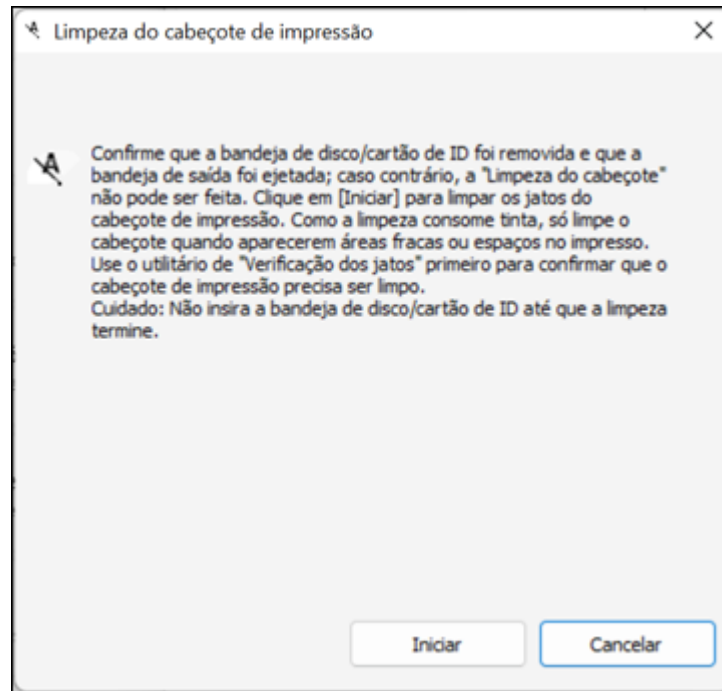 Limpeza do cabeçote de impressão
Confirme que a bandeja de disco/cartão de ID foi removida e que a
bandeja de saída foi ejetada; caso contrário, a "Limpeza do cabeçote"
não pode ser feita. Clique em [Iniciar] para limpar os jatos do
cabeçote de impressão. Como a limpeza consome tinta, só limpe o
cabeçote quando aparecerem áreas fracas ou espaços no impresso.
Use o utilitário de "Verificação dos jatos" primeiro para confirmar que o
cabeçote de impressão precisa ser limpo.
Cuidado: Não insira a bandeja de disco/cartão de ID até que a limpeza
termine.
Iniciar
Cancelar